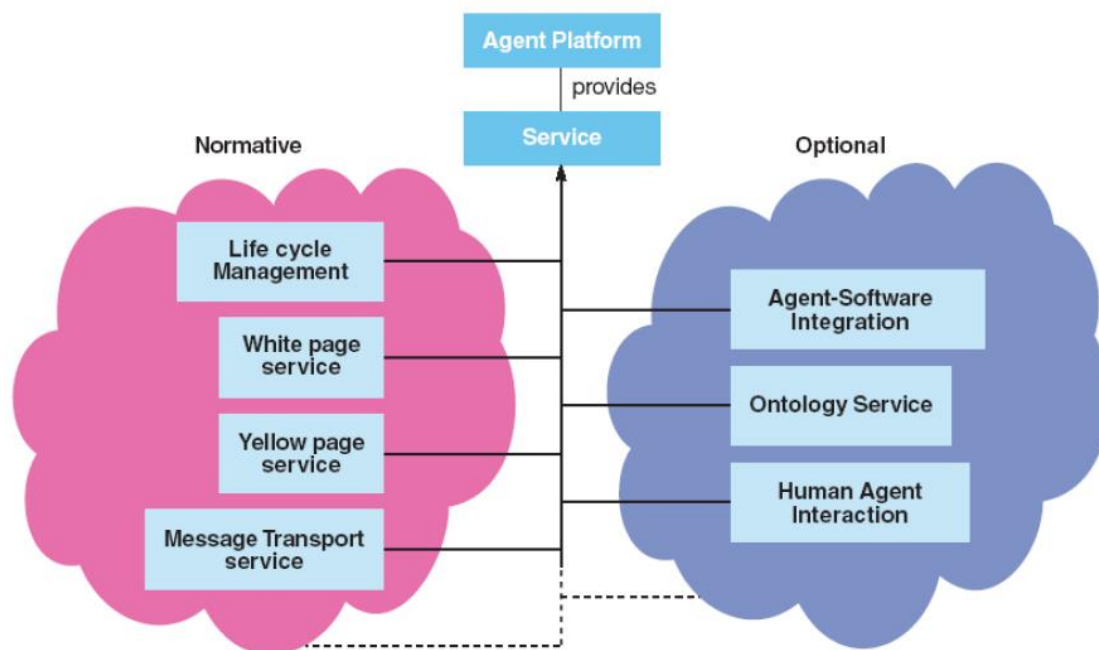 Agent Platform
provides
Service
Normative
Optional
Life cycle
Management
White page
service
Yellow page
service
Message Transport
service
Agent-Software
Integration
Ontology Service
Human Agent
Interaction